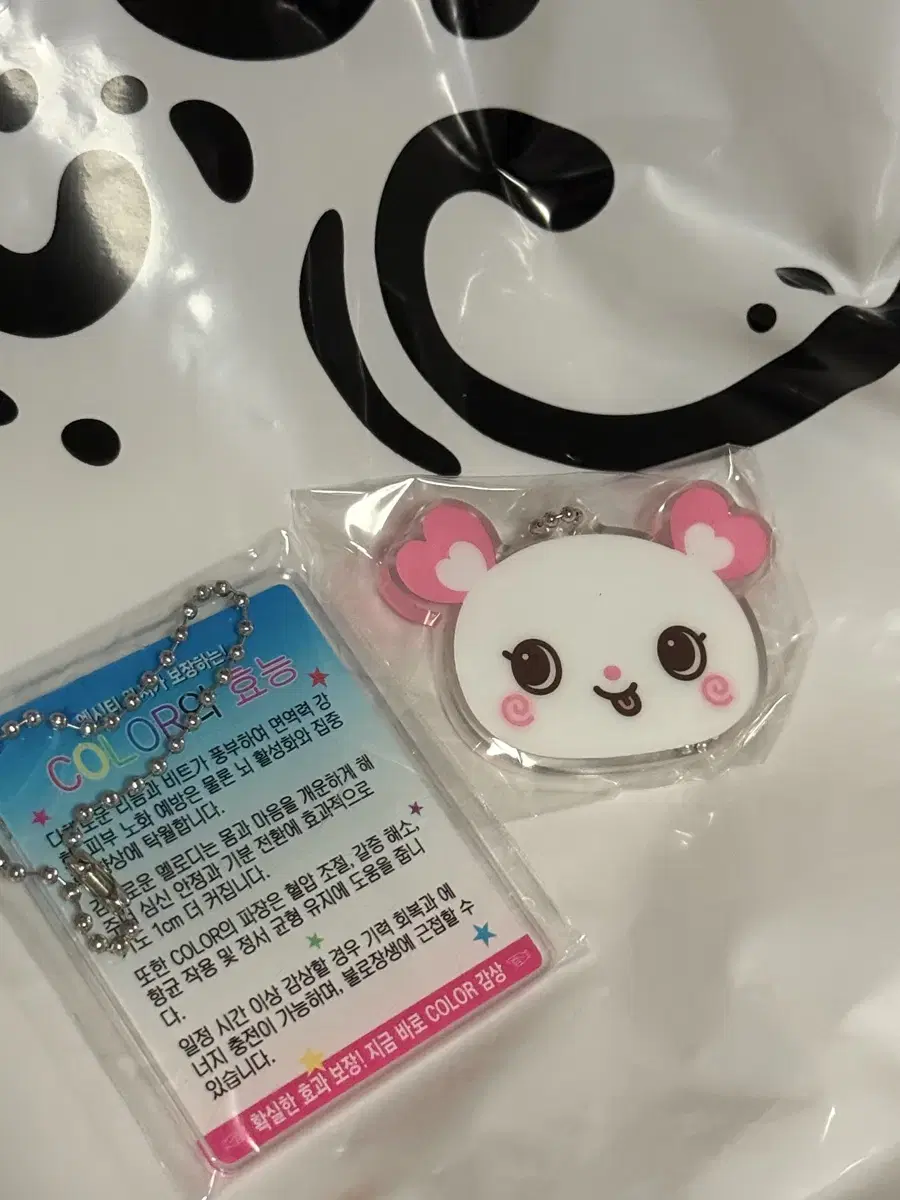 보장하는!
COLOR의 효능
리듬과 비트가 풍부하여 면역력 강
피부 노화 예방은 물론 뇌 활성화와 집중
향상에 탁월합니다.
멜로디는 몸과 마음을 개운하게 해
심신 안정과 기분 전환에 효과적으로
1cm 더 커집니다.
또한 COLOR의 파장은 혈압 조절, 갈증 해소,
항균 작용 및 정서 균형 유지에 도움을 줍니
다.
일정 시간 이상 감상할 경우 기력 회복과 에
너지 충전이 가능하며, 불로장생에 근접할 수
있습니다.
확실한 효과 보장! 지금 바로 COLOR 감상